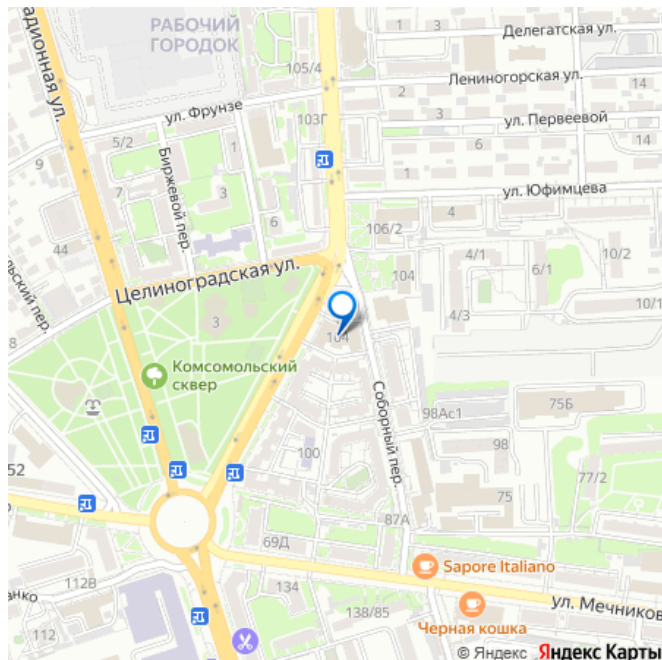 РАБОЧИЙ
ГОРОДОК
1
3
Делегатская ул.
105/4
2
Лениногорская ул.
14
ул. Фрунзе
103Г
3
ул. Первеевой
5/2
Биржевой пер.
1
6
14
9
7
3
1
ул. Юфимцева
44
6
106/2
4
Целиноградская ул.
104
4/1
6/1
10/2
8
3
104
4/3
10/1
Комсомольский
сквер
Соборный пер.
98Ас1
75Б
52
100
98
77/2
75
87А
69Д
Sapore Italiano
112В
134
ул. Мечников
138/85
Черная кошка
112
© Яндекс Яндекс Карты